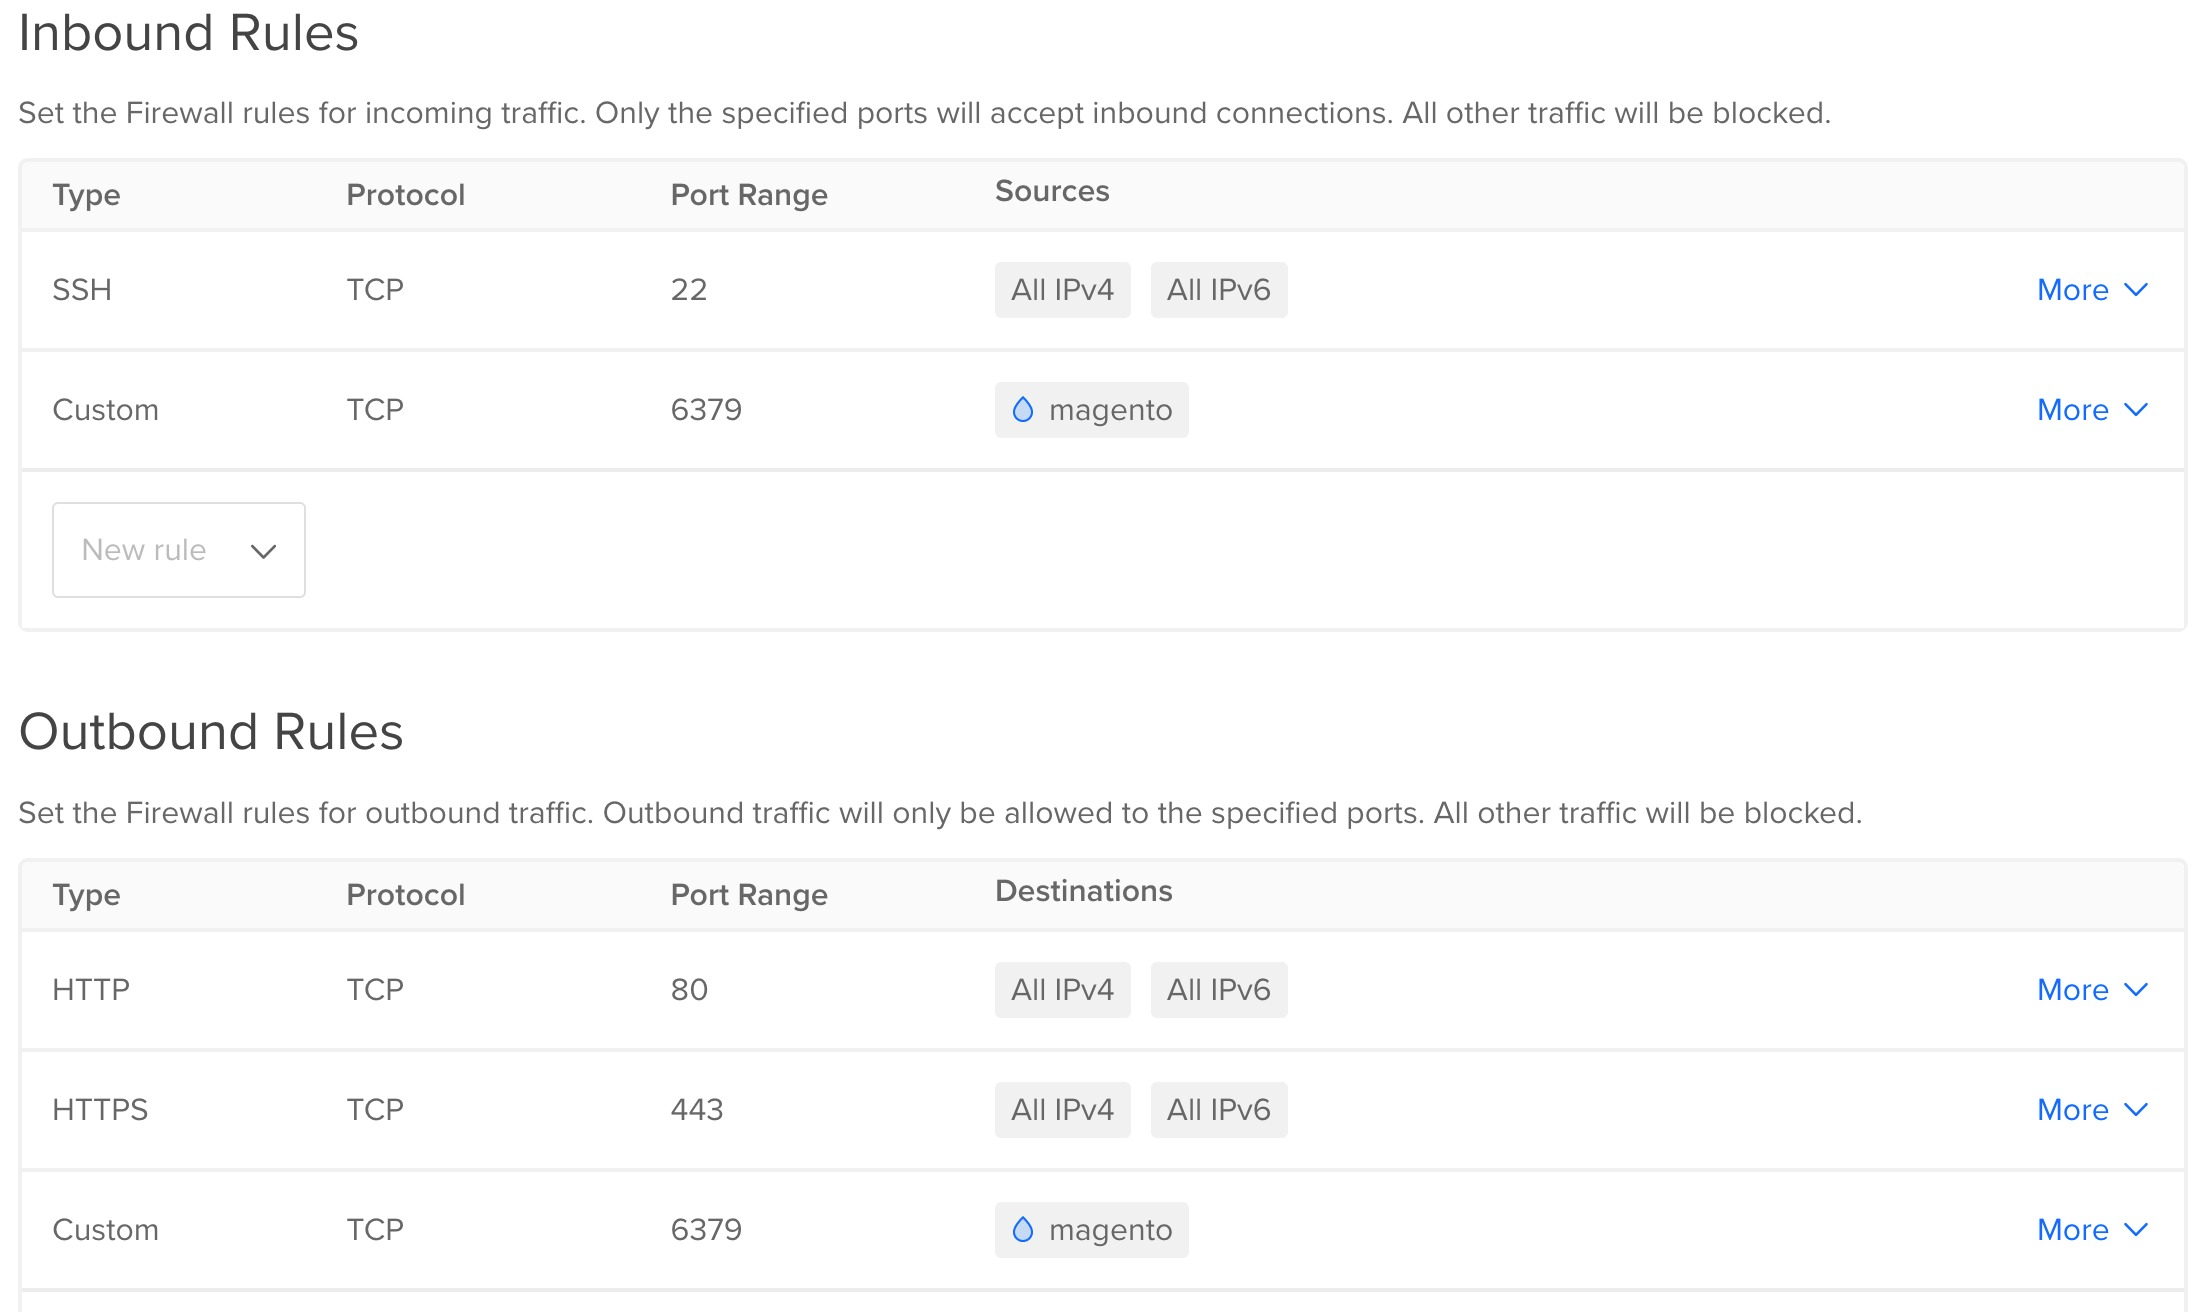 Inbound Rules
Set the Firewall rules for incoming traffic. Only the specified ports will accept inbound connections. All other traffic will be blocked.
Type Protocol Port Range Sources
SSH TCP 22 All IPv4 All IPv6 More
Custom TCP 6379 magento More
New rule
Outbound Rules
Set the Firewall rules for outbound traffic. Outbound traffic will only be allowed to the specified ports. All other traffic will be blocked.
Type Protocol Port Range Destinations
HTTP TCP 80 All IPv4 All IPv6 More
HTTPS TCP 443 All IPv4 All IPv6 More
Custom TCP 6379 magento More